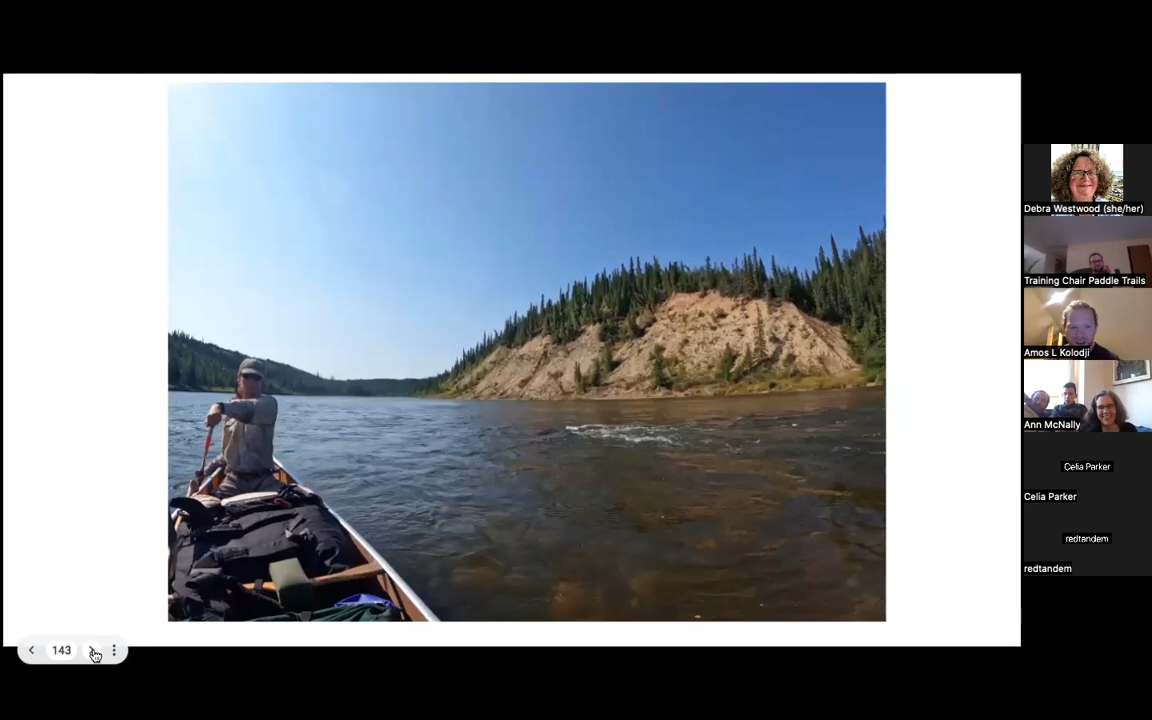 Debra Westwood (she/her)
Training Chair Paddle Trails
Amos L Kolodji
Ann McNally
Celia Parker
Celia Parker
redtandem
redtandem
143